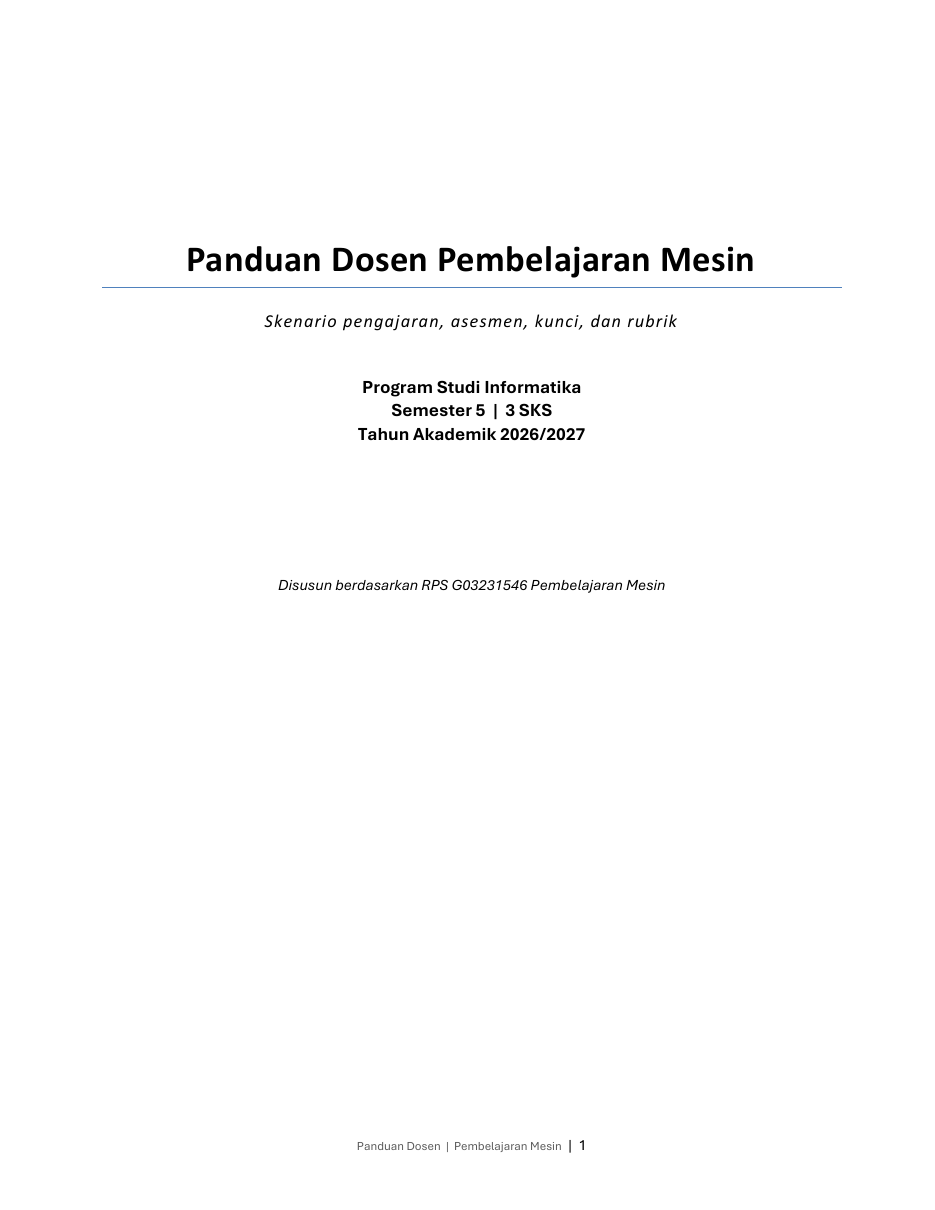 Panduan Dosen Pembelajaran Mesin
Skenario pengajaran, asesmen, kunci, dan rubrik
Program Studi Informatika
Semester 5 | 3 SKS
Tahun Akademik 2026/2027
Disusun berdasarkan RPS G03231546 Pembelajaran Mesin
Panduan Dosen | Pembelajaran Mesin | 1